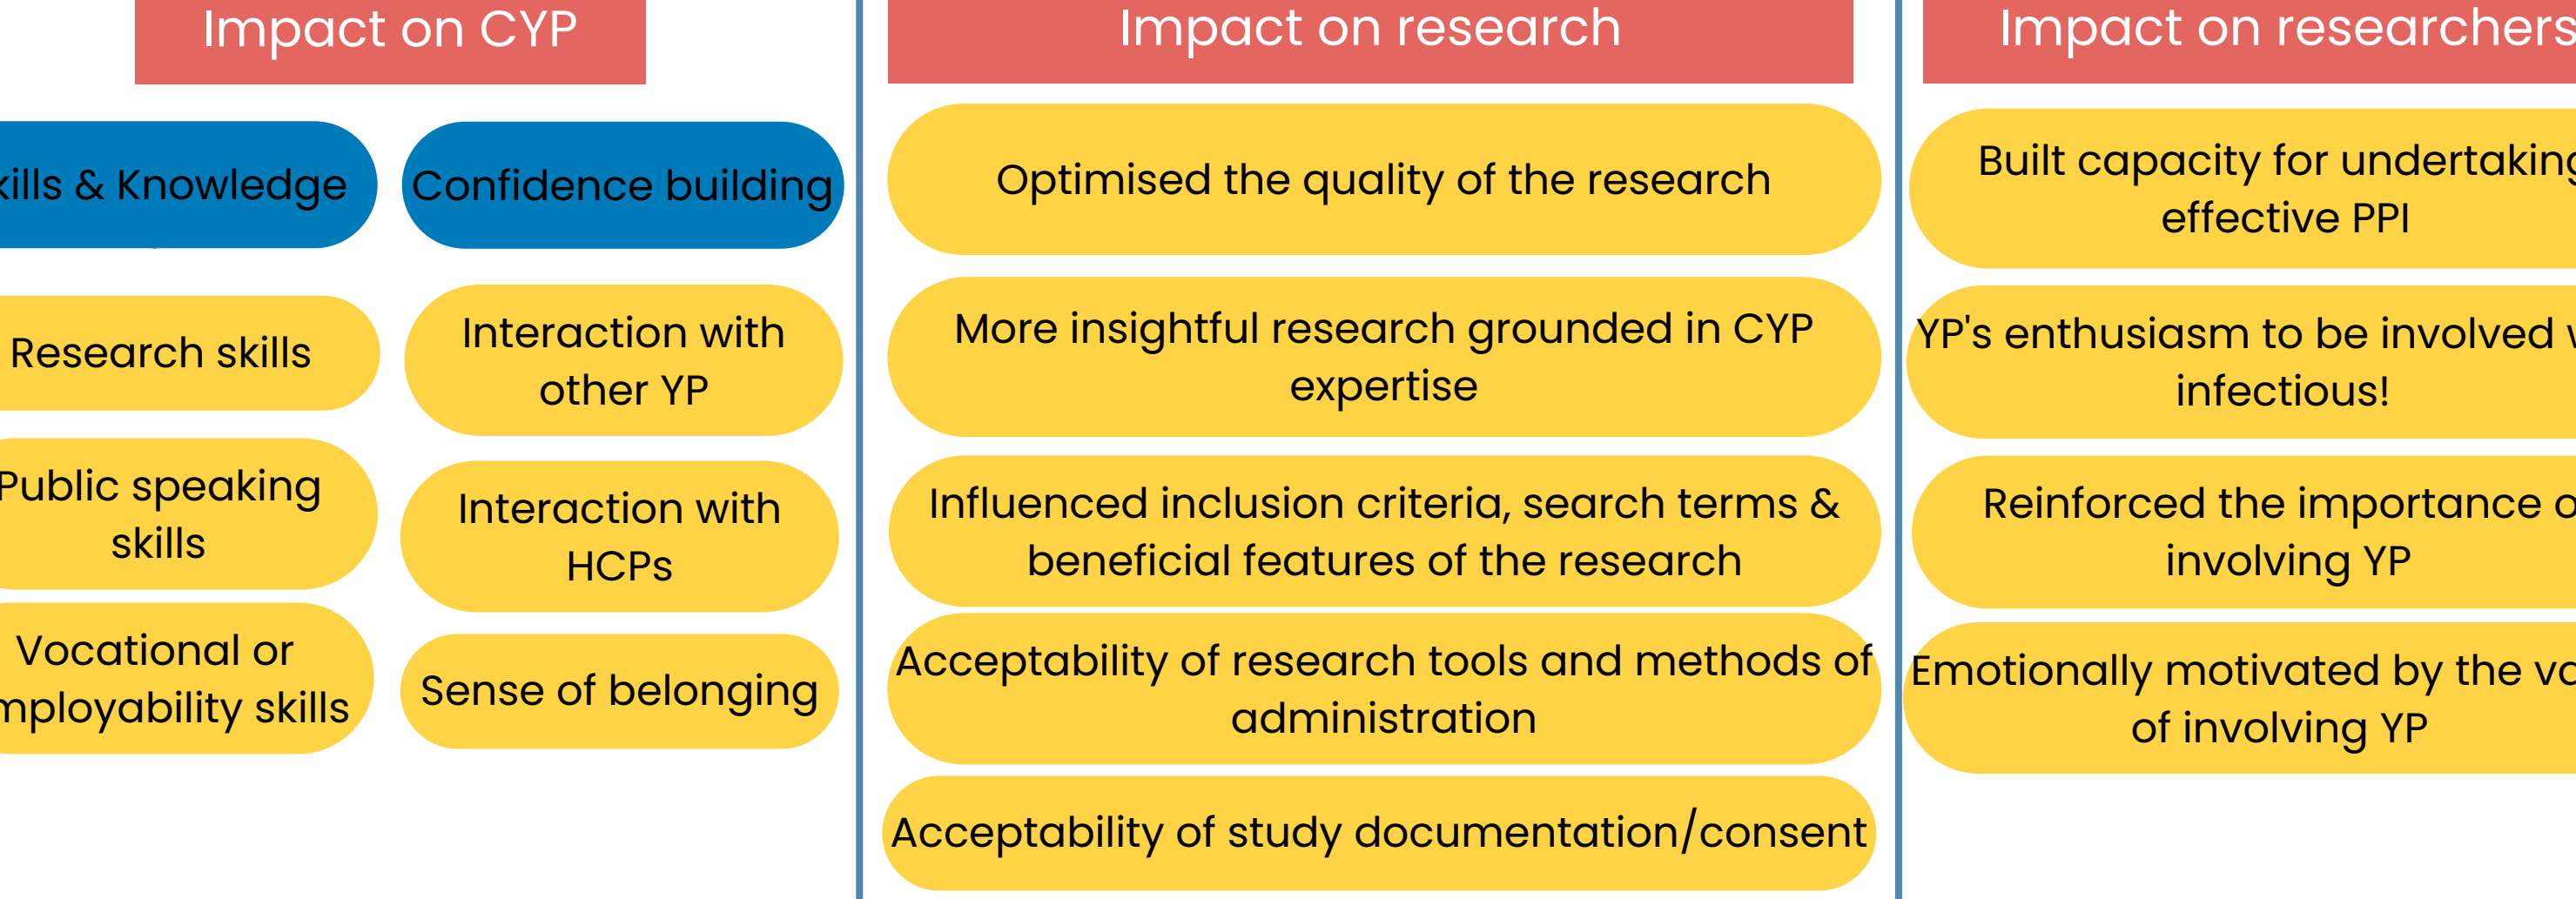 Impact on CYP
kills & Knowledge
Research skills
Public speaking
skills
Vocational or
mployability skills
Confidence building
Interaction with
other YP
Interaction with
HCPs
Sense of belonging
Impact on research
Optimised the quality of the research
More insightful research grounded in CYP
expertise
Influenced inclusion criteria, search terms &
beneficial features of the research
Acceptability of research tools and methods of
administration
Acceptability of study documentation/consent
Impact on researchers
Built capacity for undertaking
effective PPI
YP's enthusiasm to be involved
infectious!
Reinforced the importance
involving YP
Emotionally motivated by the
of involving YP